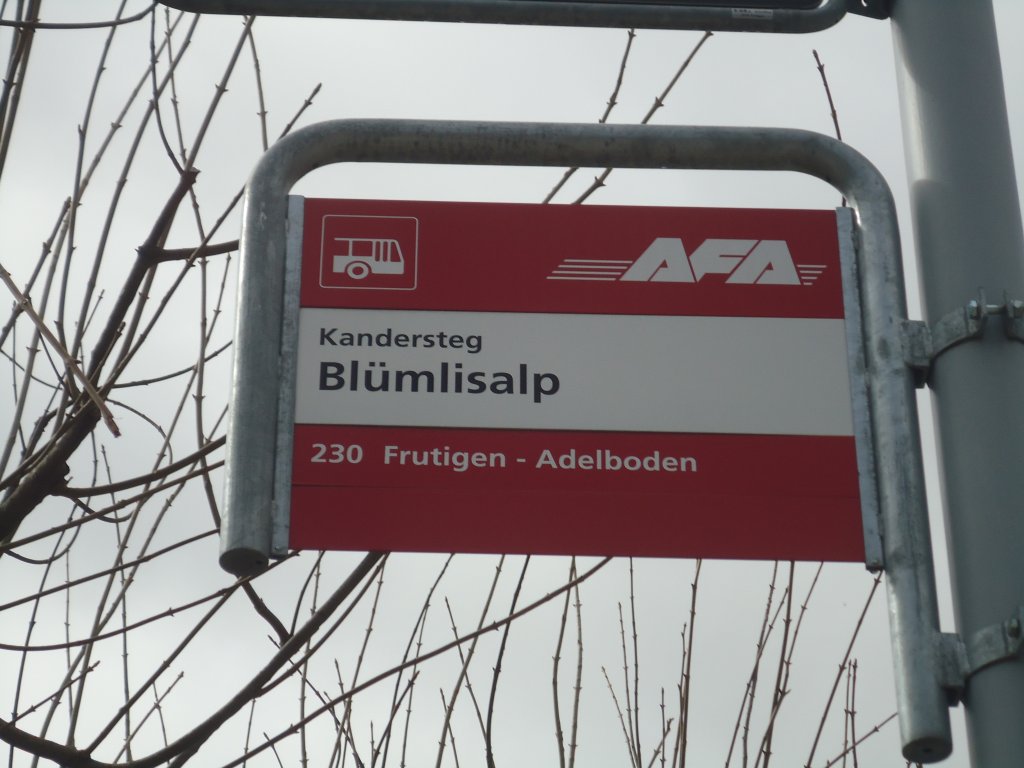 AFA
Kandersteg
Blümlisalp
230 Frutigen - Adelboden